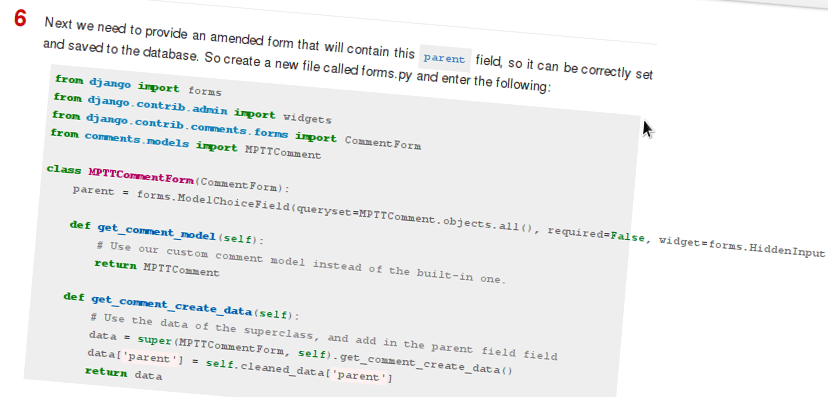 6
Next we need to provide an amended form that will contain this parent field, so it can be correctly set
and saved to the database. So create a new file called forms.py and enter the following:
from django import forms
from django.contrib.admin import widgets
from django.contrib.comments.forms import CommentForm
from comments.models import MPTTComment
class MPTTCommentForm(CommentForm):
    parent = forms.ModelChoiceField(queryset=MPTTComment.objects.all(), required=False, widget=forms.HiddenInput
    def get_comment_model(self):
        # Use our custom comment model instead of the built-in one.
        return MPTTComment
    def get_comment_create_data(self):
        # Use the data of the superclass, and add in the parent field field
        data = super(MPTTCommentForm, self).get_comment_create_data()
        data['parent'] = self.cleaned_data['parent']
        return data